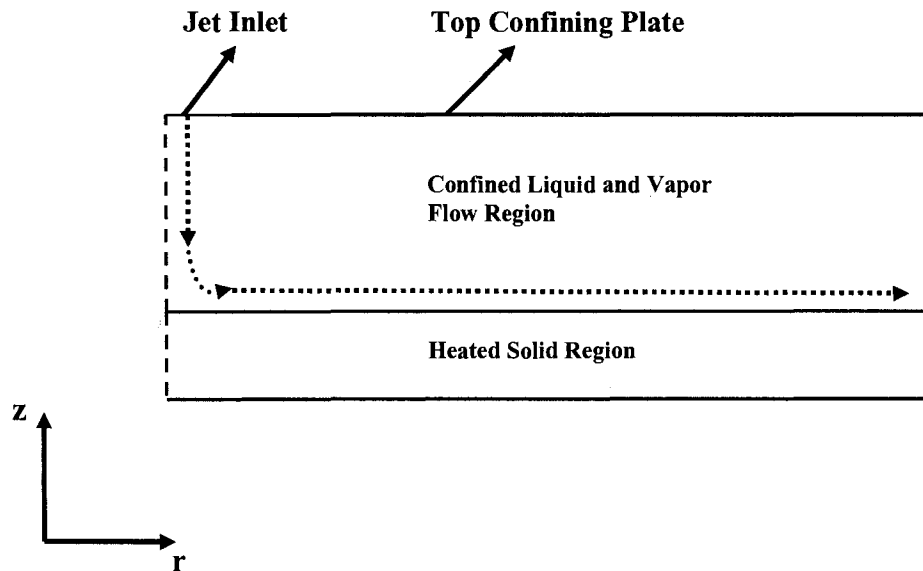 Jet Inlet
Top Confining Plate
Confined Liquid and Vapor
Flow Region
Heated Solid Region
z
r